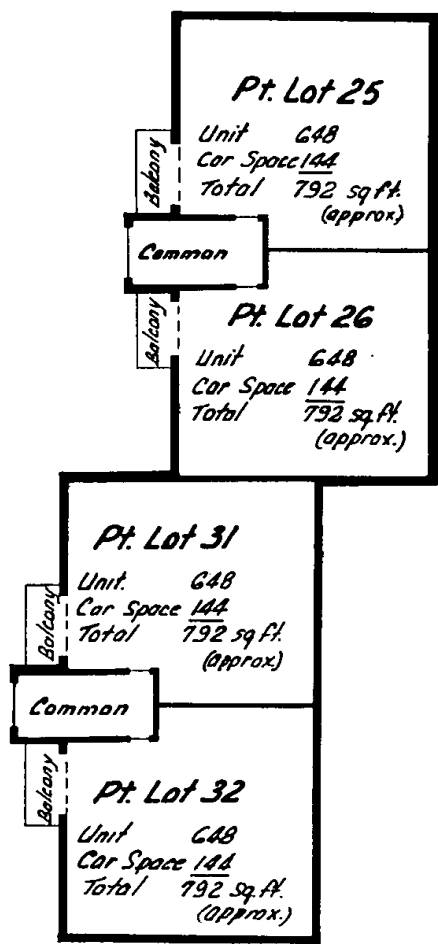 Pt. Lot 25
Unit 648
Car Space 144
Total 792 sq ft.
(approx)
Balcony
Common
Balcony
Pt. Lot 26
Unit 648
Car Space 144
Total 792 sq ft.
(approx.)
Pt. Lot 31
Unit. 648
Car Space 144
Total 792 sq ft.
(approx)
Balcony
Common
Balcony
Pt. Lot 32
Unit 648
Car Space 144
Total 792 sq. ft.
(approx.)